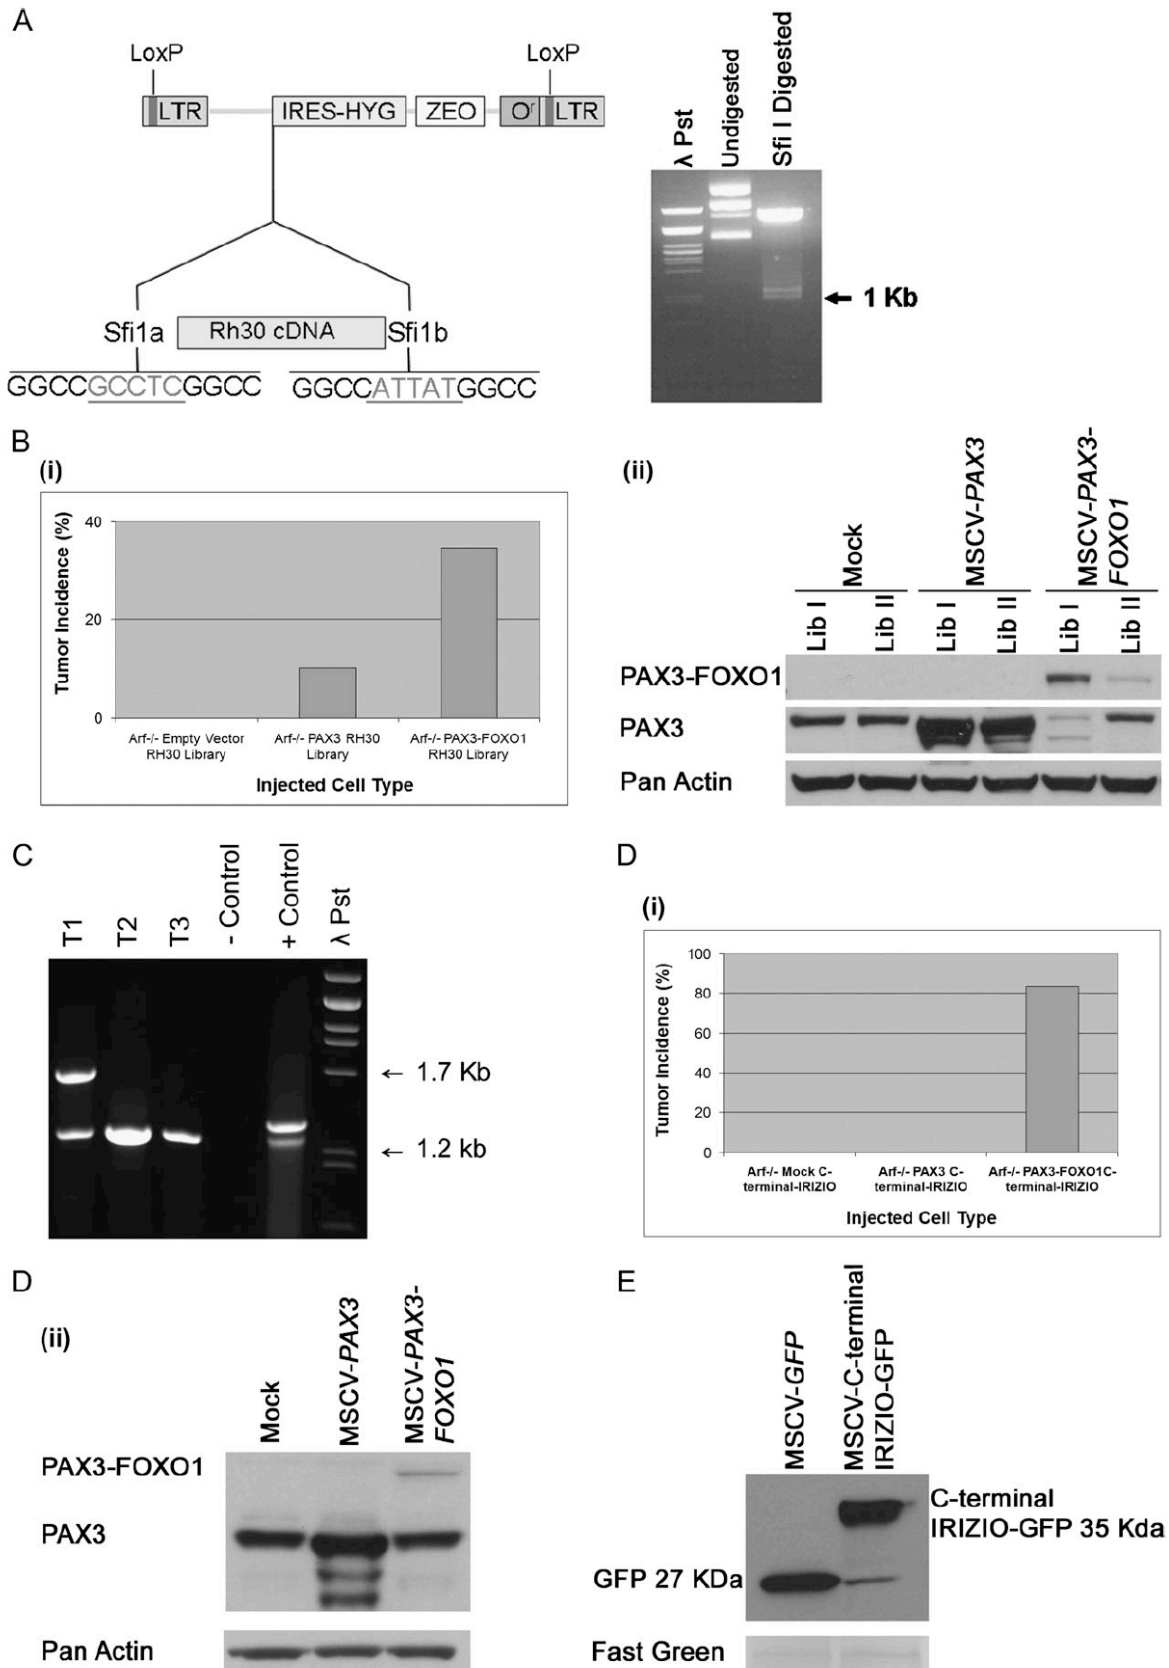 A
LoxP
LoxP
LTR
IRES-HYG
ZEO
Oʳ
LTR
Sfi1a
Rh30 cDNA
Sfi1b
GGCCGCCTCGGCC
GGCCATTATGGCC
λ Pst
Undigested
Sfi I Digested
← 1 Kb
B
(i)
Tumor Incidence (%)
40
20
0
Arf-/- Empty Vector
RH30 Library
Arf-/- PAX3 RH30
Library
Arf-/- PAX3-FOXO1
RH30 Library
Injected Cell Type
(ii)
Mock
MSCV-PAX3
MSCV-PAX3-
FOXO1
Lib I
Lib II
Lib I
Lib II
Lib I
Lib II
PAX3-FOXO1
PAX3
Pan Actin
C
T1
T2
T3
- Control
+ Control
λ Pst
← 1.7 Kb
← 1.2 kb
D
(i)
Tumor Incidence (%)
100
80
60
40
20
0
Arf-/- Mock C-
terminal-IRIZIO
Arf-/- PAX3 C-
terminal-IRIZIO
Arf-/- PAX3-FOXO1C-
terminal-IRIZIO
Injected Cell Type
D
(ii)
Mock
MSCV-PAX3
MSCV-PAX3-
FOXO1
PAX3-FOXO1
PAX3
Pan Actin
E
MSCV-GFP
MSCV-C-terminal
IRIZIO-GFP
C-terminal
IRIZIO-GFP 35 Kda
GFP 27 KDa
Fast Green